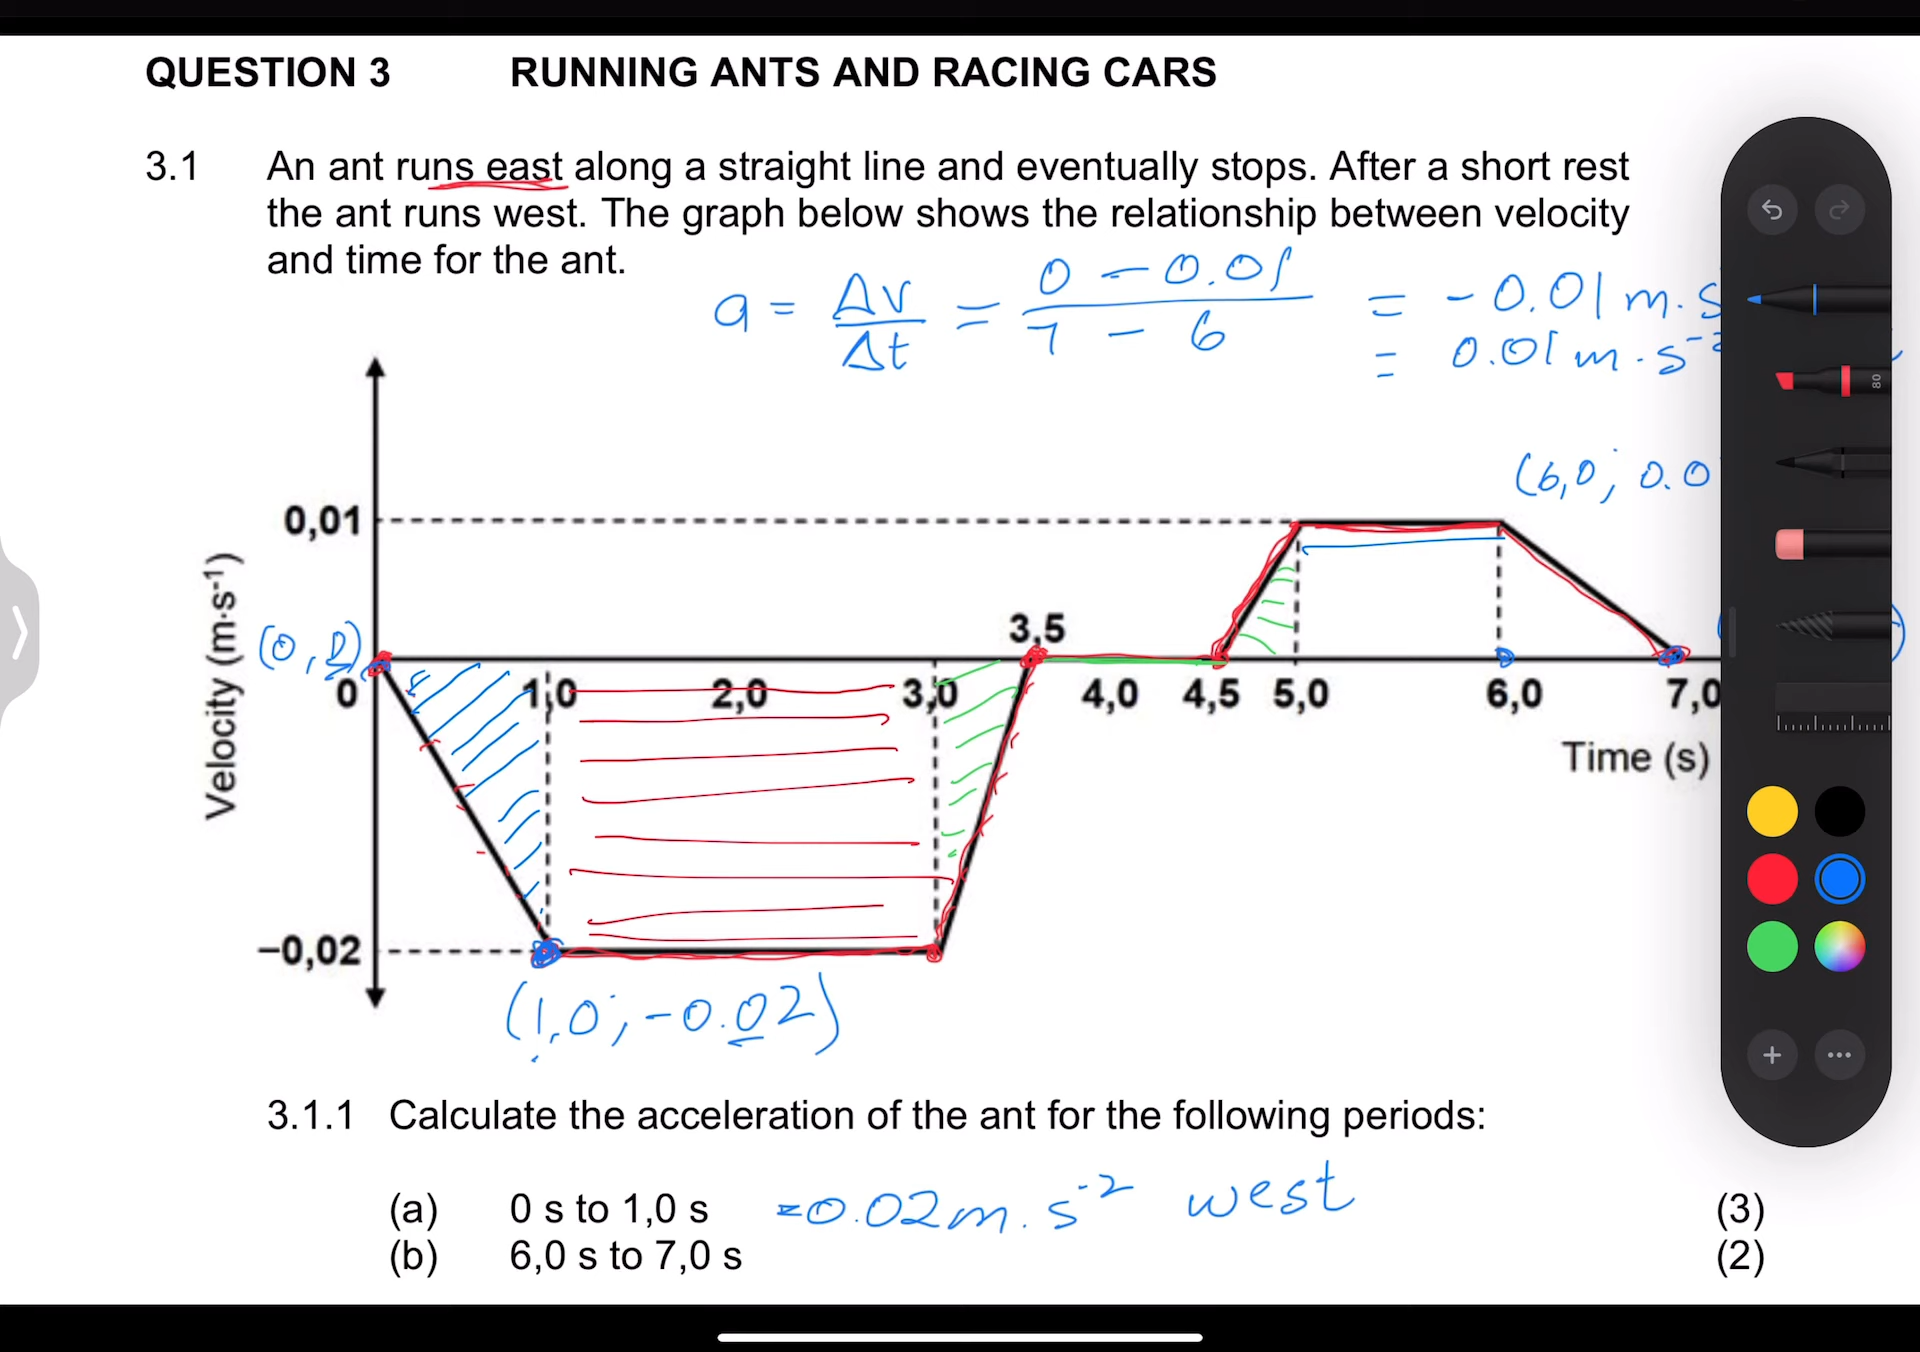 QUESTION 3 RUNNING ANTS AND RACING CARS
3.1 An ant runs east along a straight line and eventually stops. After a short rest
the ant runs west. The graph below shows the relationship between velocity
and time for the ant.
a = Δv/Δt = 0 - 0.01/7 - 6 = -0.01 m.s
= 0.01 m.s⁻²
(6,0; 0.0
0,01
Velocity (m·s⁻¹)
3,5
0 1,0 2,0 3,0 4,0 4,5 5,0 6,0 7,0
Time (s)
−0,02
(1,0; -0.02)
3.1.1 Calculate the acceleration of the ant for the following periods:
(a) 0 s to 1,0 s =0.02 m.s⁻² west (3)
(b) 6,0 s to 7,0 s (2)
80